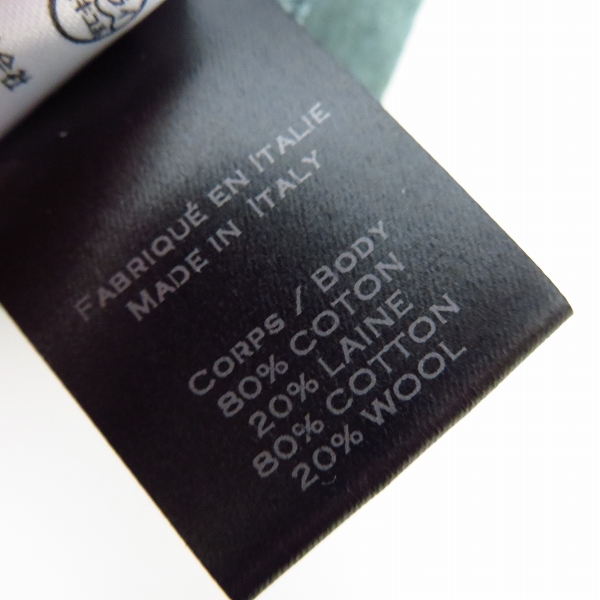 FABRIQUÉ EN ITALIE
MADE IN ITALY
CORPS / BODY
80% COTON
20% LAINE
80% COTTON
20% WOOL